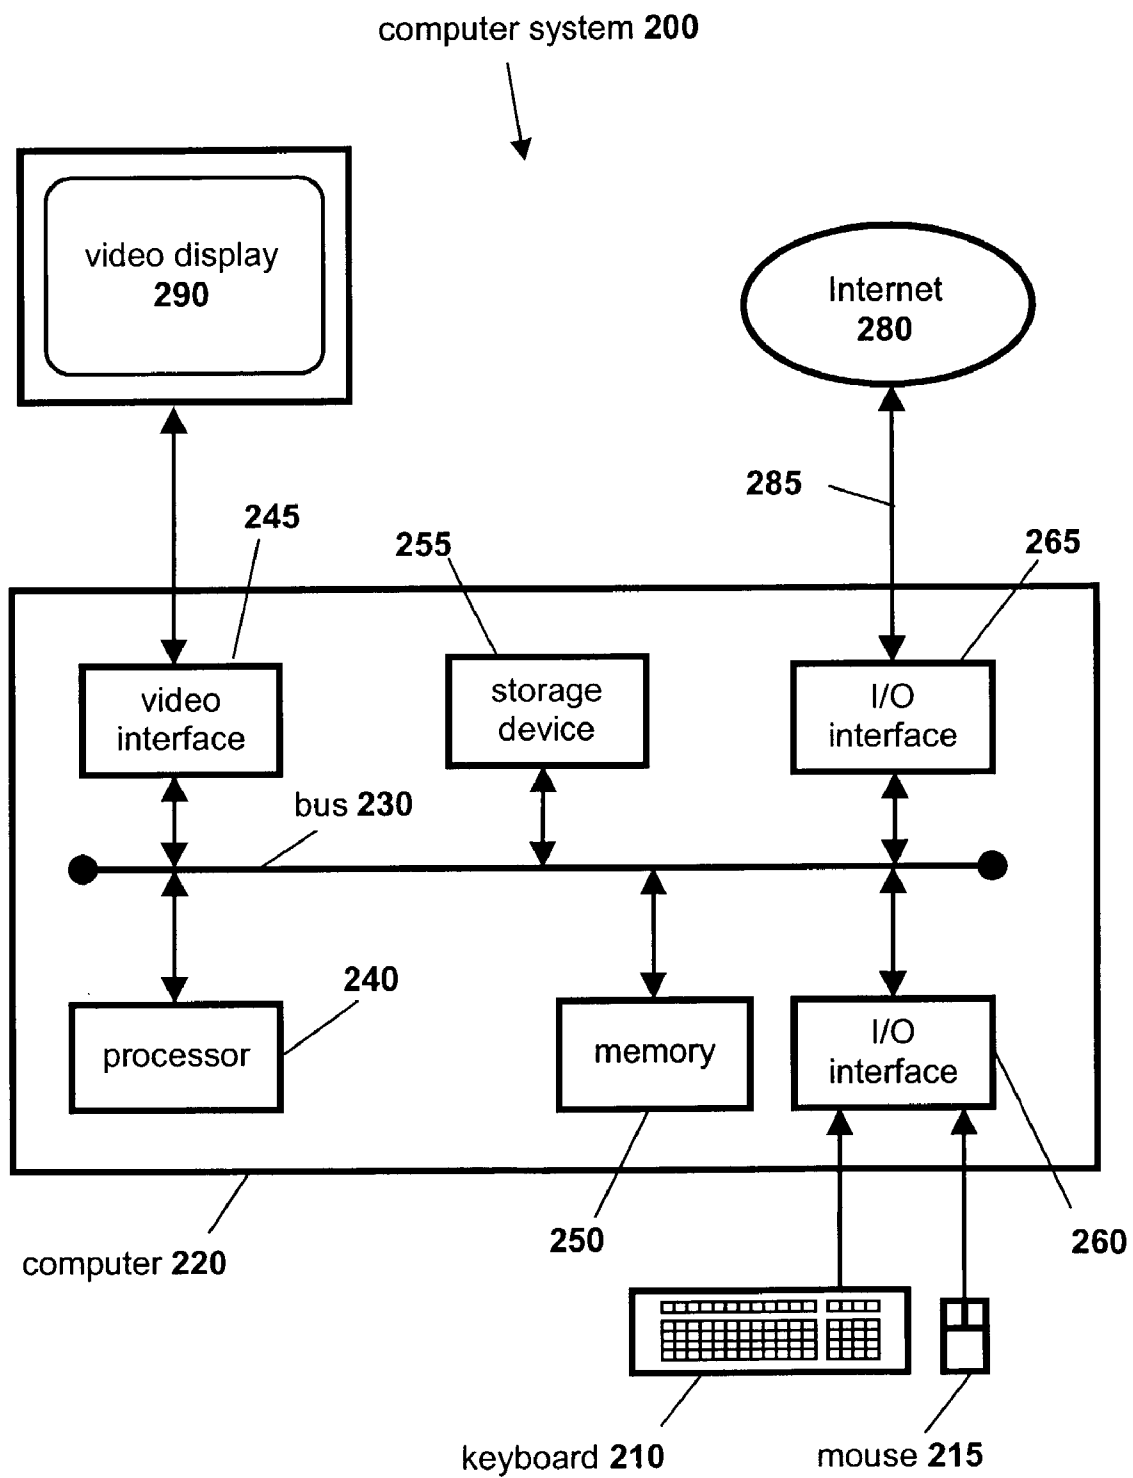 computer system 200
video display
290
Internet
280
285
245
255
265
video
interface
storage
device
I/O
interface
bus 230
240
processor
memory
I/O
interface
250
260
computer 220
keyboard 210
mouse 215